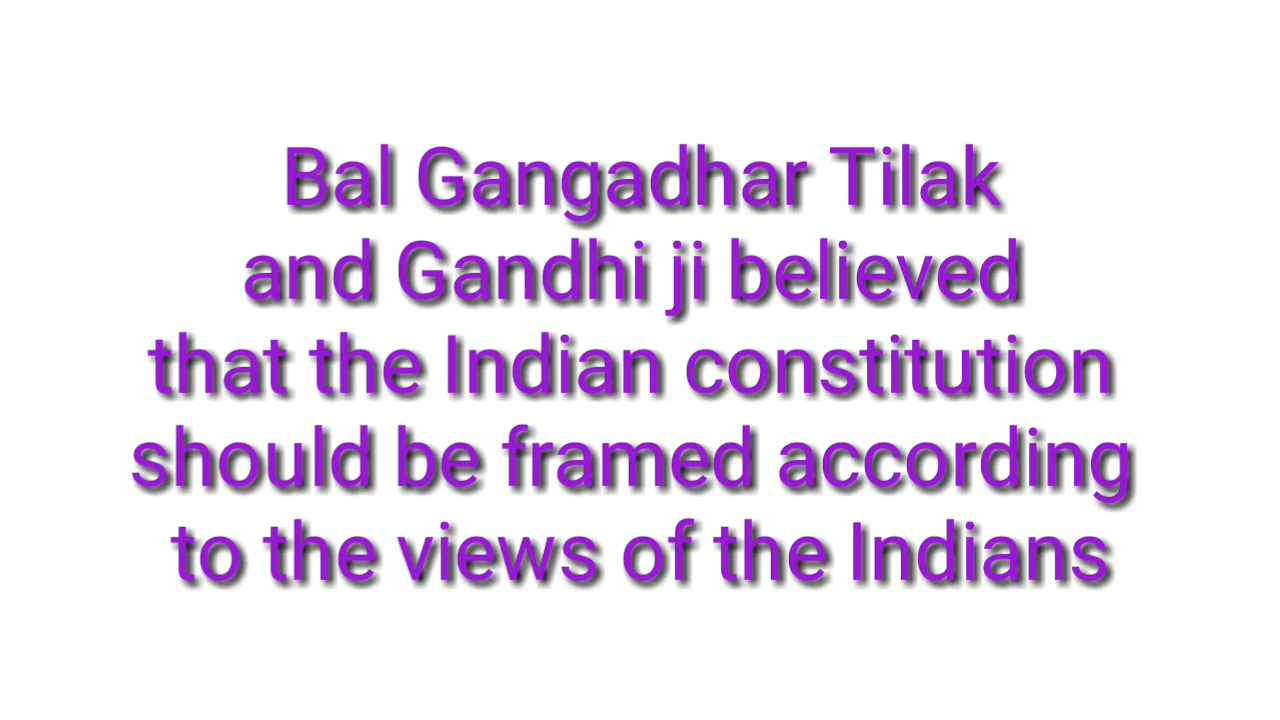 Bal Gangadhar Tilak
and Gandhi ji believed
that the Indian constitution
should be framed according
to the views of the Indians